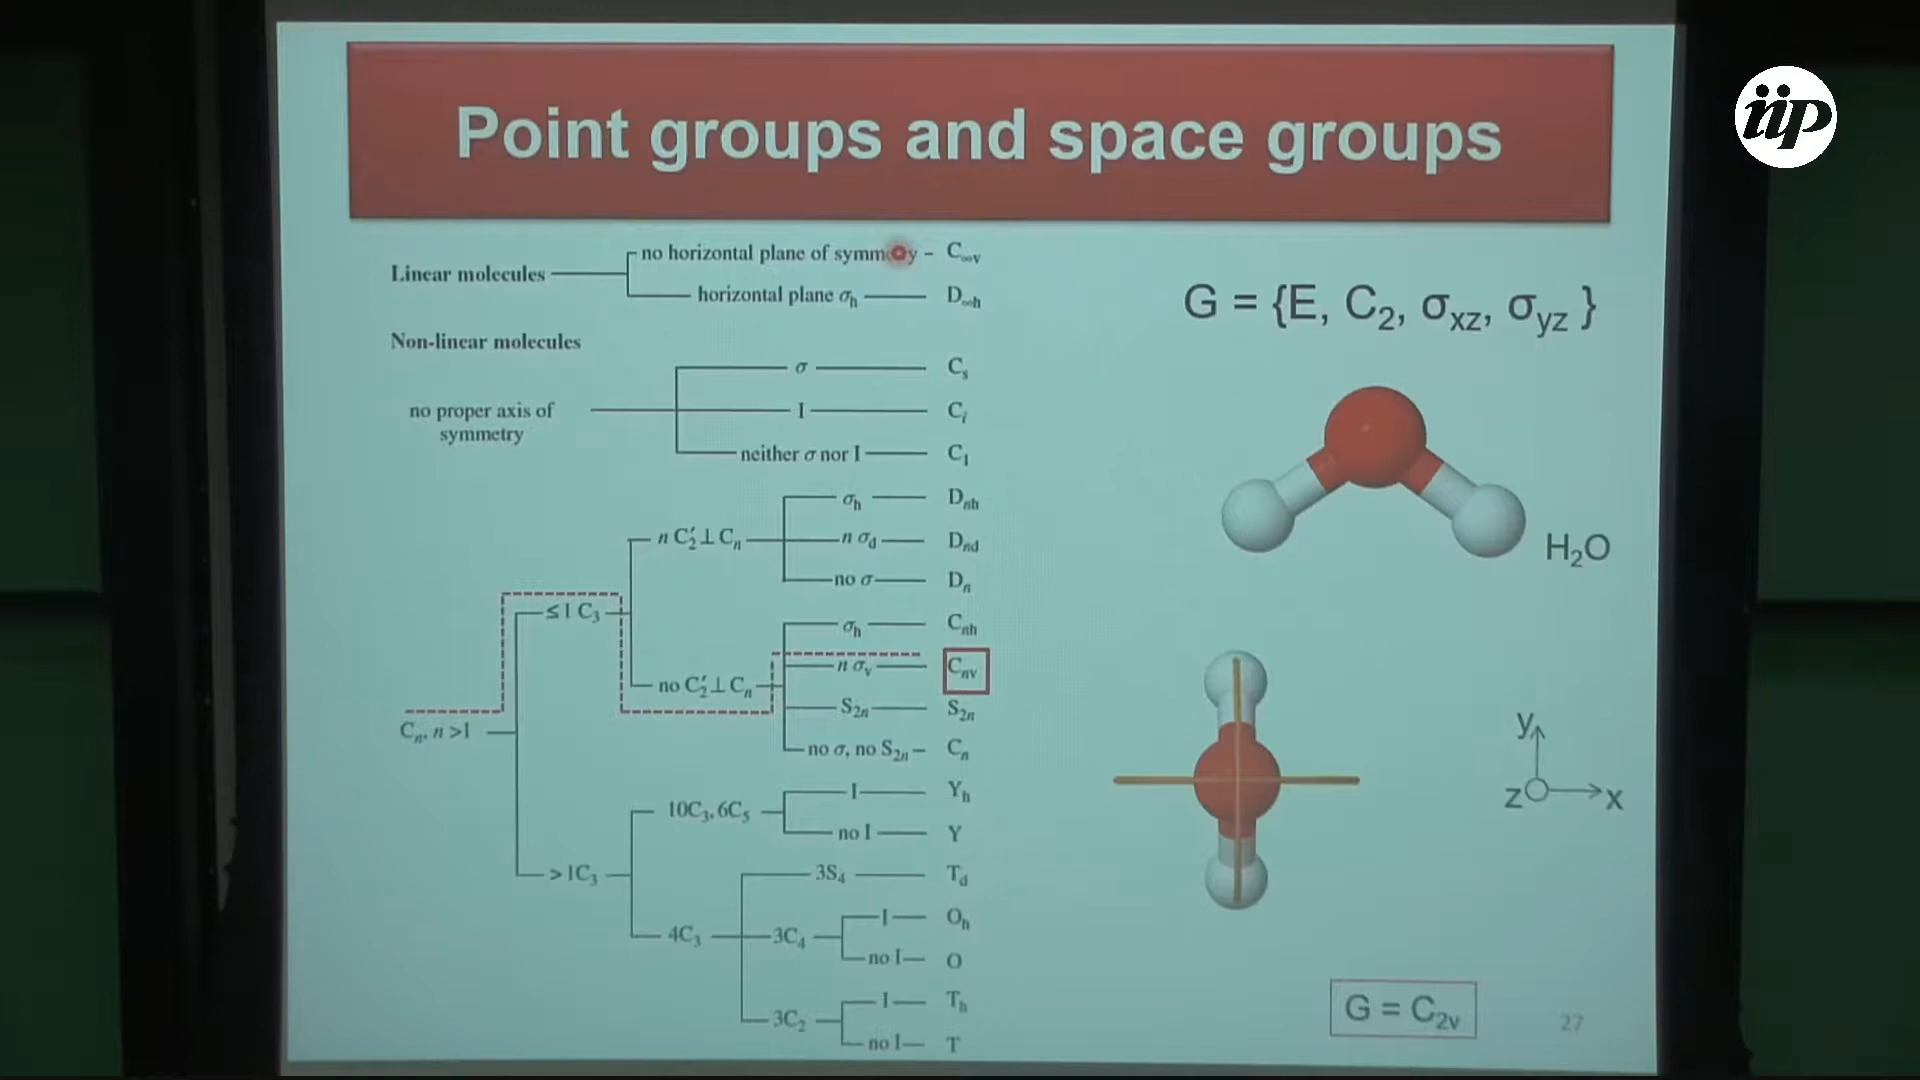 Point groups and space groups
iip
Linear molecules
no horizontal plane of – C∞v
horizontal plane σh D∞h
Non-linear molecules
no proper axis of
symmetry
σ Cs
I Ci
neither σ nor I C1
Cn, n >1
≤ 1 C3
n C2′ ⊥ Cn
σh Dnh
n σd Dnd
no σ Dn
no C2′ ⊥ Cn
σh Cnh
n σv Cnv
S2n S2n
no σ, no S2n – Cn
> 1C3
10C3, 6C5
I Yh
no I Y
4C3
3S4 Td
3C4
I Oh
no I O
3C2
I Th
no I T
G = {E, C2, σxz, σyz }
H2O
y
z x
G = C2v
27